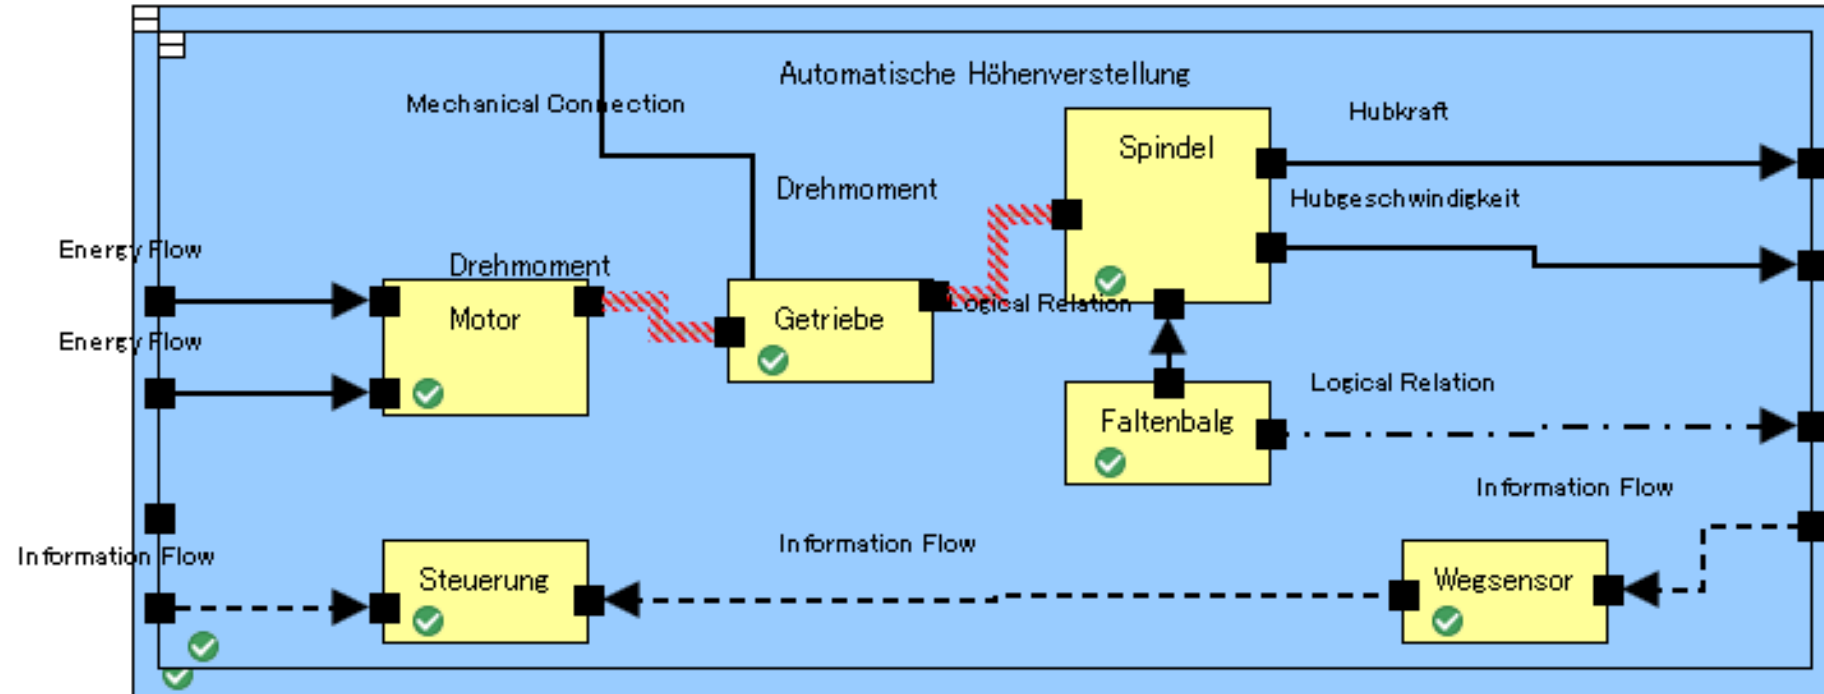 Automatische Höhenverstellung
Mechanical Connection
Hubkraft
Spindel
Drehmoment
Hubgeschwindigkeit
Energy Flow
Drehmoment
Logical Relation
Motor
Getriebe
Energy Flow
Logical Relation
Faltenbalg
Information Flow
Information Flow
Information Flow
Steuerung
Wegsensor